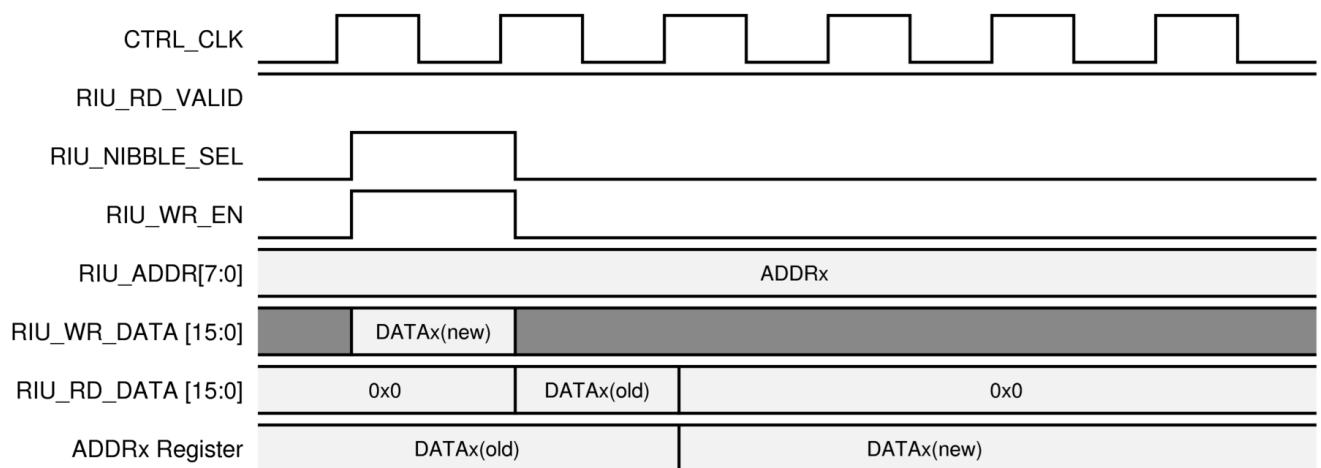 CTRL_CLK
RIU_RD_VALID
RIU_NIBBLE_SEL
RIU_WR_EN
RIU_ADDR[7:0] ADDRx
RIU_WR_DATA [15:0] DATAx(new)
RIU_RD_DATA [15:0] 0x0 DATAx(old) 0x0
ADDRx Register DATAx(old) DATAx(new)